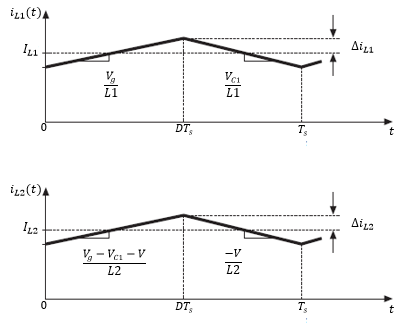 i_{L1}(t)
I_{L1}
Δi_{L1}
V_g/L1
V_{C1}/L1
0
DT_s
T_s
t
i_{L2}(t)
I_{L2}
Δi_{L2}
V_g − V_{C1} − V/L2
−V/L2
0
DT_s
T_s
t